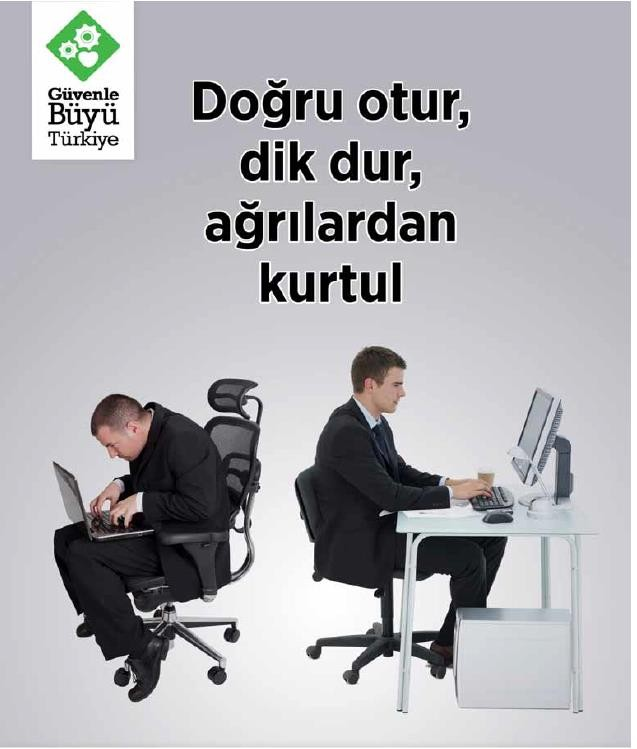 Güvenle
Büyü
Türkiye
Doğru otur,
dik dur,
ağrılardan
kurtul